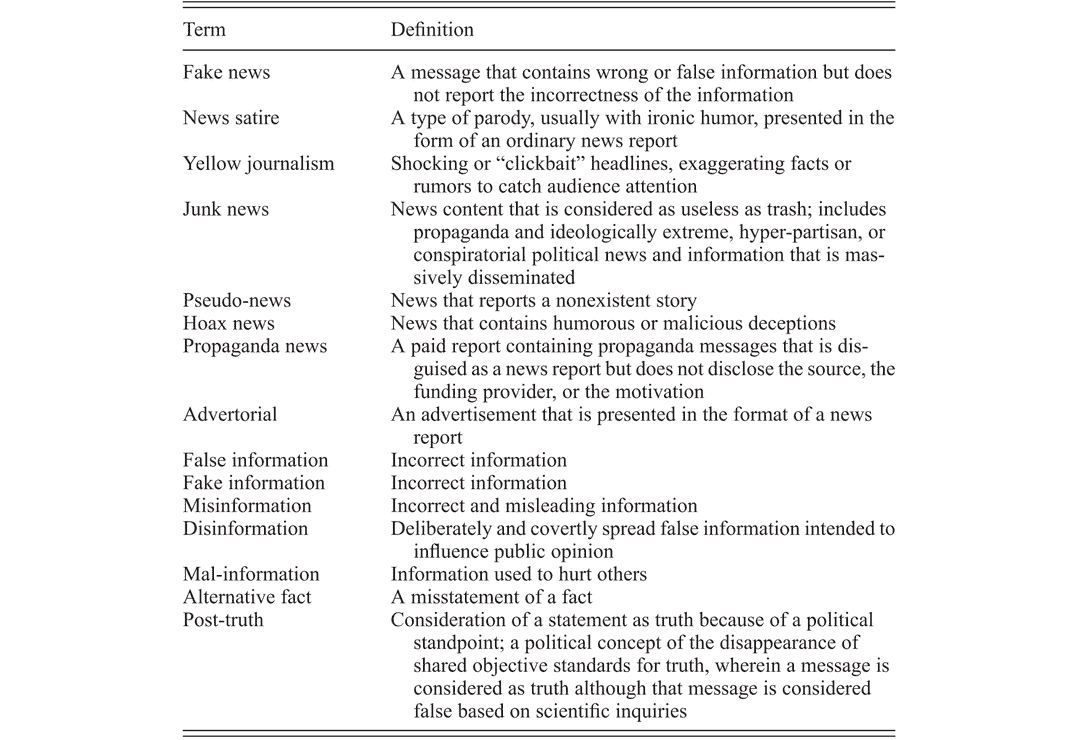 Term Definition
Fake news A message that contains wrong or false information but does
not report the incorrectness of the information
News satire A type of parody, usually with ironic humor, presented in the
form of an ordinary news report
Yellow journalism Shocking or “clickbait” headlines, exaggerating facts or
rumors to catch audience attention
Junk news News content that is considered as useless as trash; includes
propaganda and ideologically extreme, hyper-partisan, or
conspiratorial political news and information that is mas-
sively disseminated
Pseudo-news News that reports a nonexistent story
Hoax news News that contains humorous or malicious deceptions
Propaganda news A paid report containing propaganda messages that is dis-
guised as a news report but does not disclose the source, the
funding provider, or the motivation
Advertorial An advertisement that is presented in the format of a news
report
False information Incorrect information
Fake information Incorrect information
Misinformation Incorrect and misleading information
Disinformation Deliberately and covertly spread false information intended to
influence public opinion
Mal-information Information used to hurt others
Alternative fact A misstatement of a fact
Post-truth Consideration of a statement as truth because of a political
standpoint; a political concept of the disappearance of
shared objective standards for truth, wherein a message is
considered as truth although that message is considered
false based on scientific inquiries